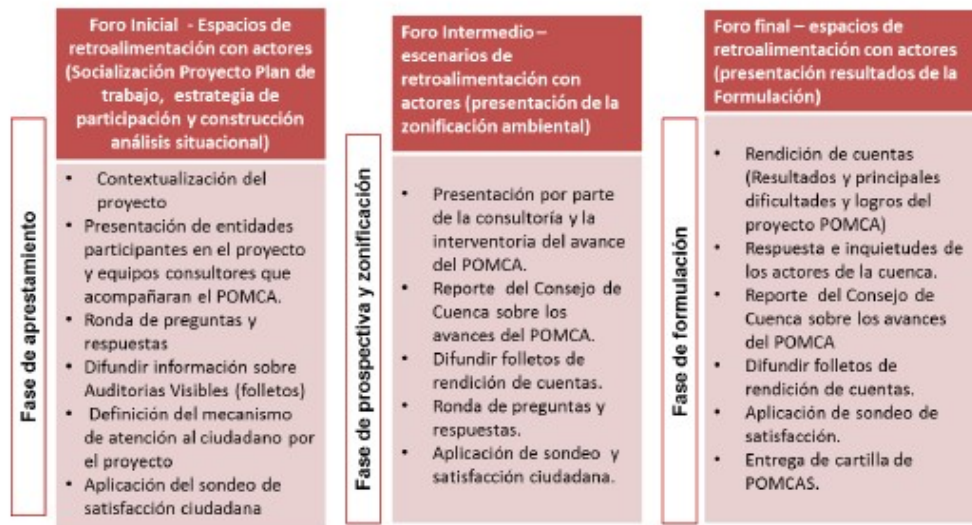 Fase de aprestamiento
Foro Inicial - Espacios de
retroalimentación con actores
(Socialización Proyecto Plan de
trabajo, estrategia de
participación y construcción
análisis situacional)
• Contextualización del
proyecto
• Presentación de entidades
participantes en el proyecto
y equipos consultores que
acompañaran el POMCA.
• Ronda de preguntas y
respuestas
• Difundir información sobre
Auditorias Visibles (folletos)
• Definición del mecanismo
de atención al ciudadano por
el proyecto
• Aplicación del sondeo de
satisfacción ciudadana
Fase de prospectiva y zonificación
Foro Intermedio –
escenarios de
retroalimentación con
actores (presentación de la
zonificación ambiental)
• Presentación por parte
de la consultoría y la
interventoría del avance
del POMCA.
• Reporte del Consejo de
Cuenca sobre los
avances del POMCA.
• Difundir folletos de
rendición de cuentas.
• Ronda de preguntas y
respuestas.
• Aplicación de sondeo y
satisfacción ciudadana.
Fase de formulación
Foro final – espacios de
retroalimentación con actores
(presentación resultados de la
Formulación)
• Rendición de cuentas
(Resultados y principales
dificultades y logros del
proyecto POMCA)
• Respuesta e inquietudes de
los actores de la cuenca.
• Reporte del Consejo de
Cuenca sobre los avances
del POMCA
• Difundir folletos de
rendición de cuentas.
• Aplicación de sondeo de
satisfacción.
• Entrega de cartilla de
POMCAS.